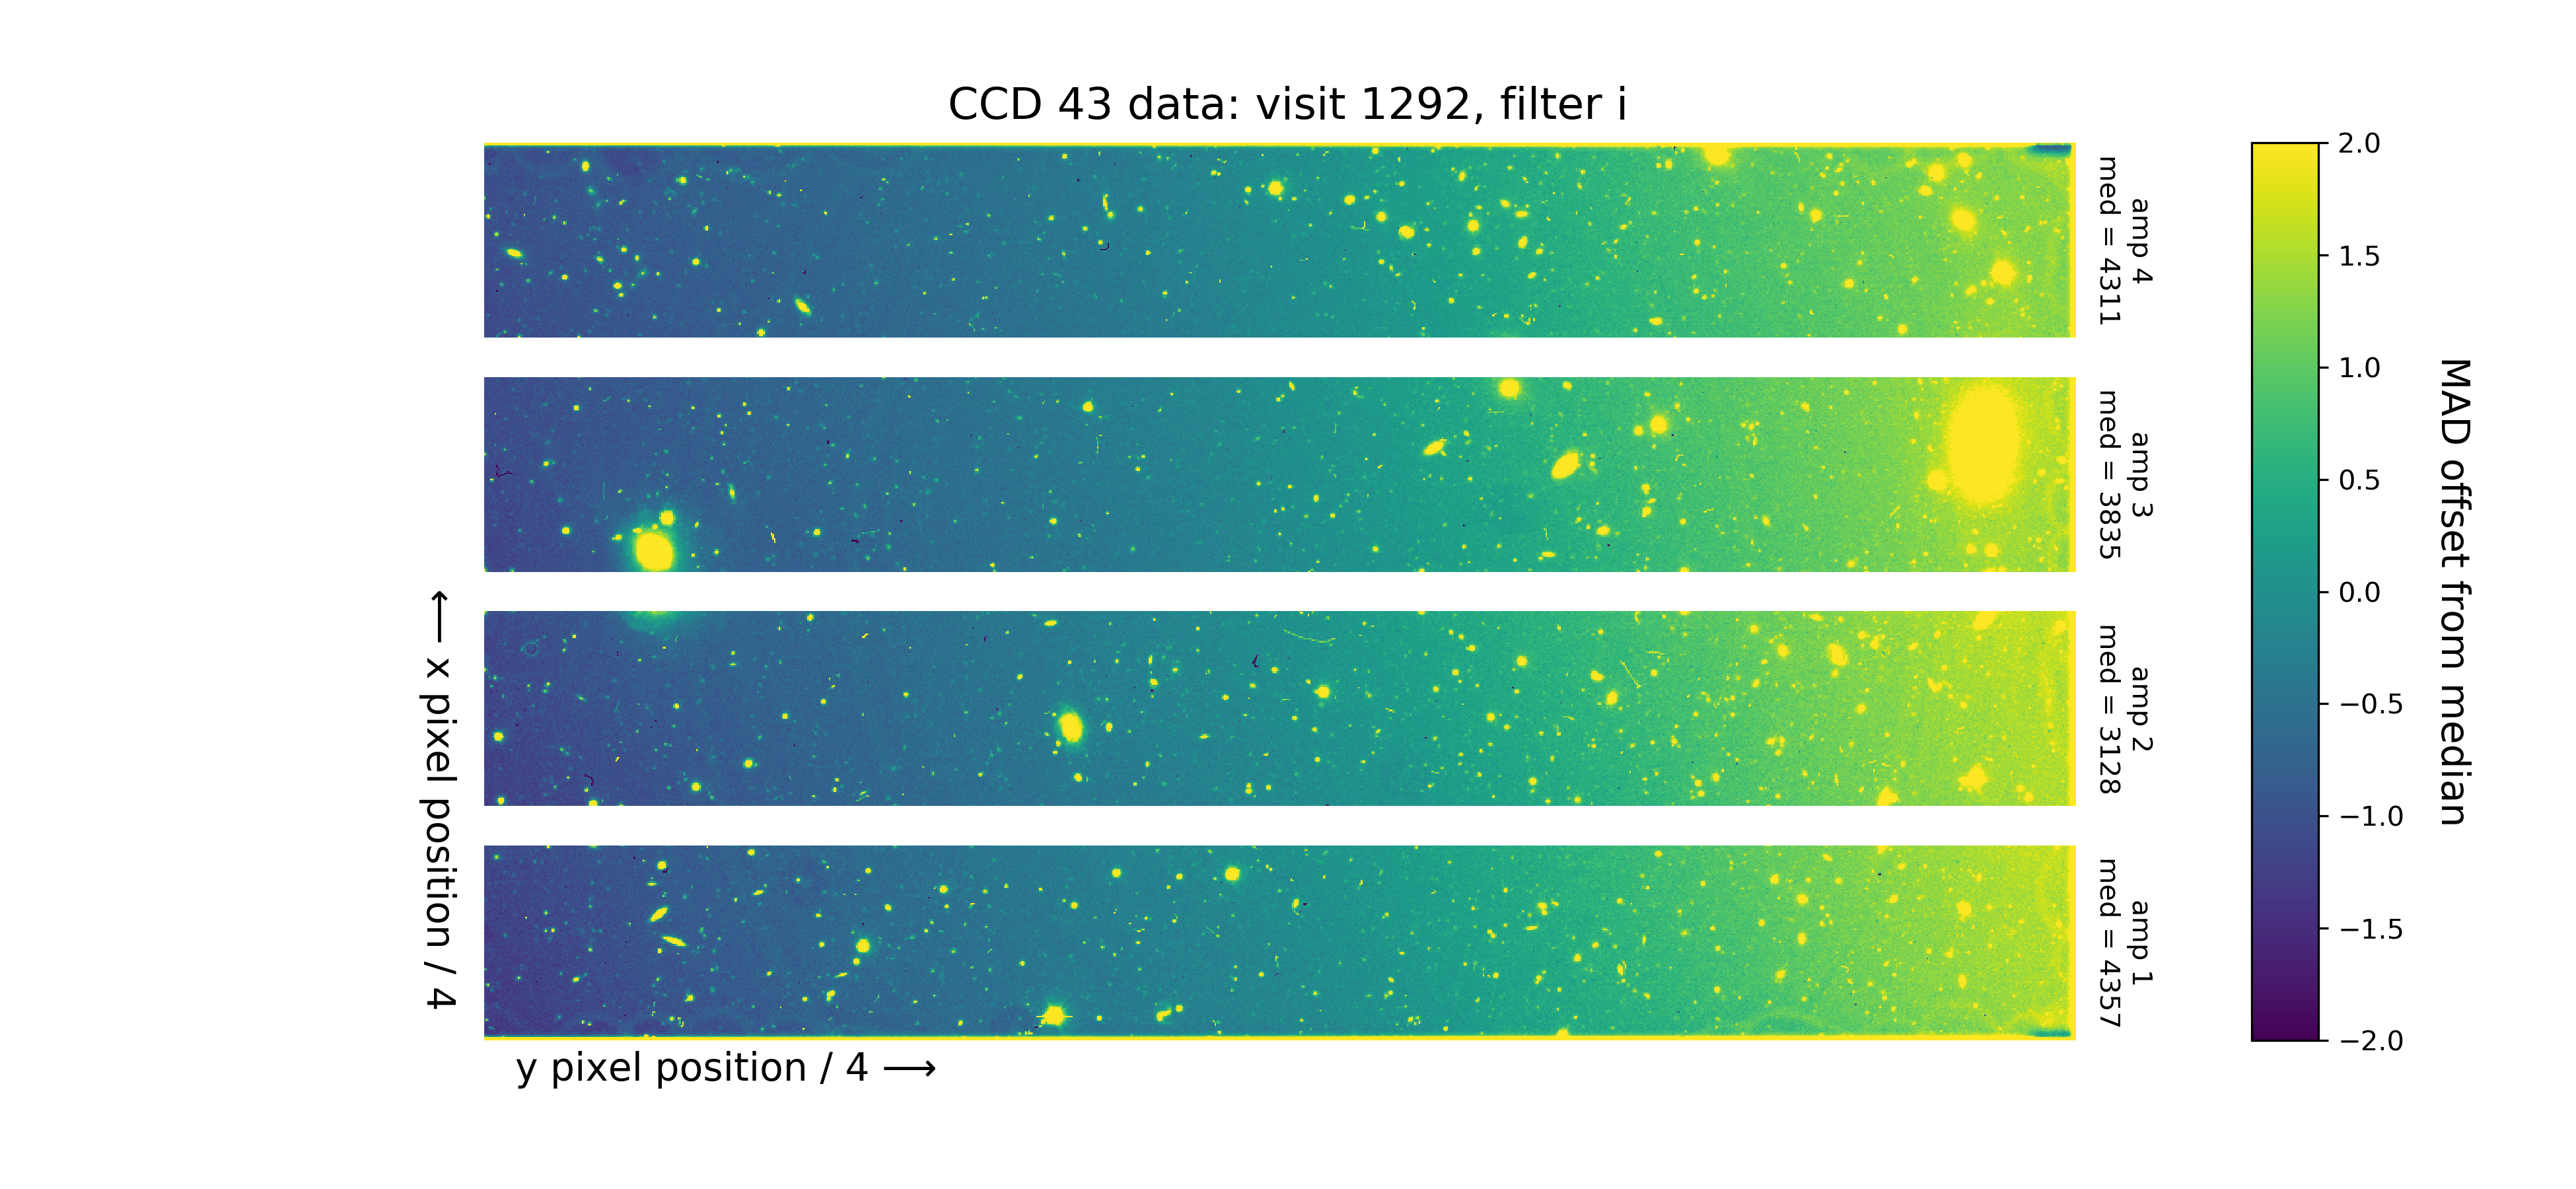 CCD 43 data: visit 1292, filter i
amp 4
med = 4311
amp 3
med = 3835
amp 2
med = 3128
amp 1
med = 4357
⟵ x pixel position / 4
y pixel position / 4 ⟶
2.0
1.5
1.0
0.5
0.0
−0.5
−1.0
−1.5
−2.0
MAD offset from median